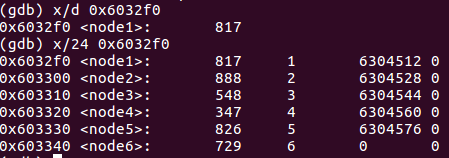 (gdb) x/d 0x6032f0
0x6032f0 <node1>: 817
(gdb) x/24 0x6032f0
0x6032f0 <node1>: 817 1 6304512 0
0x603300 <node2>: 888 2 6304528 0
0x603310 <node3>: 548 3 6304544 0
0x603320 <node4>: 347 4 6304560 0
0x603330 <node5>: 826 5 6304576 0
0x603340 <node6>: 729 6 0 0